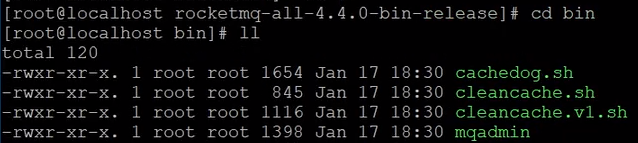 [root@localhost rocketmq-all-4.4.0-bin-release]# cd bin
[root@localhost bin]# ll
total 120
-rwxr-xr-x. 1 root root 1654 Jan 17 18:30 cachedog.sh
-rwxr-xr-x. 1 root root  845 Jan 17 18:30 cleancache.sh
-rwxr-xr-x. 1 root root 1116 Jan 17 18:30 cleancache.v1.sh
-rwxr-xr-x. 1 root root 1398 Jan 17 18:30 mqadmin